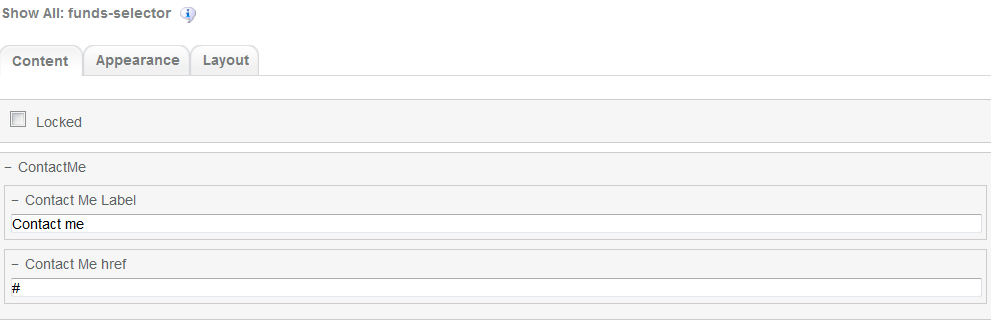 Show All: funds-selector
Content Appearance Layout
Locked
− ContactMe
− Contact Me Label
Contact me
− Contact Me href
#